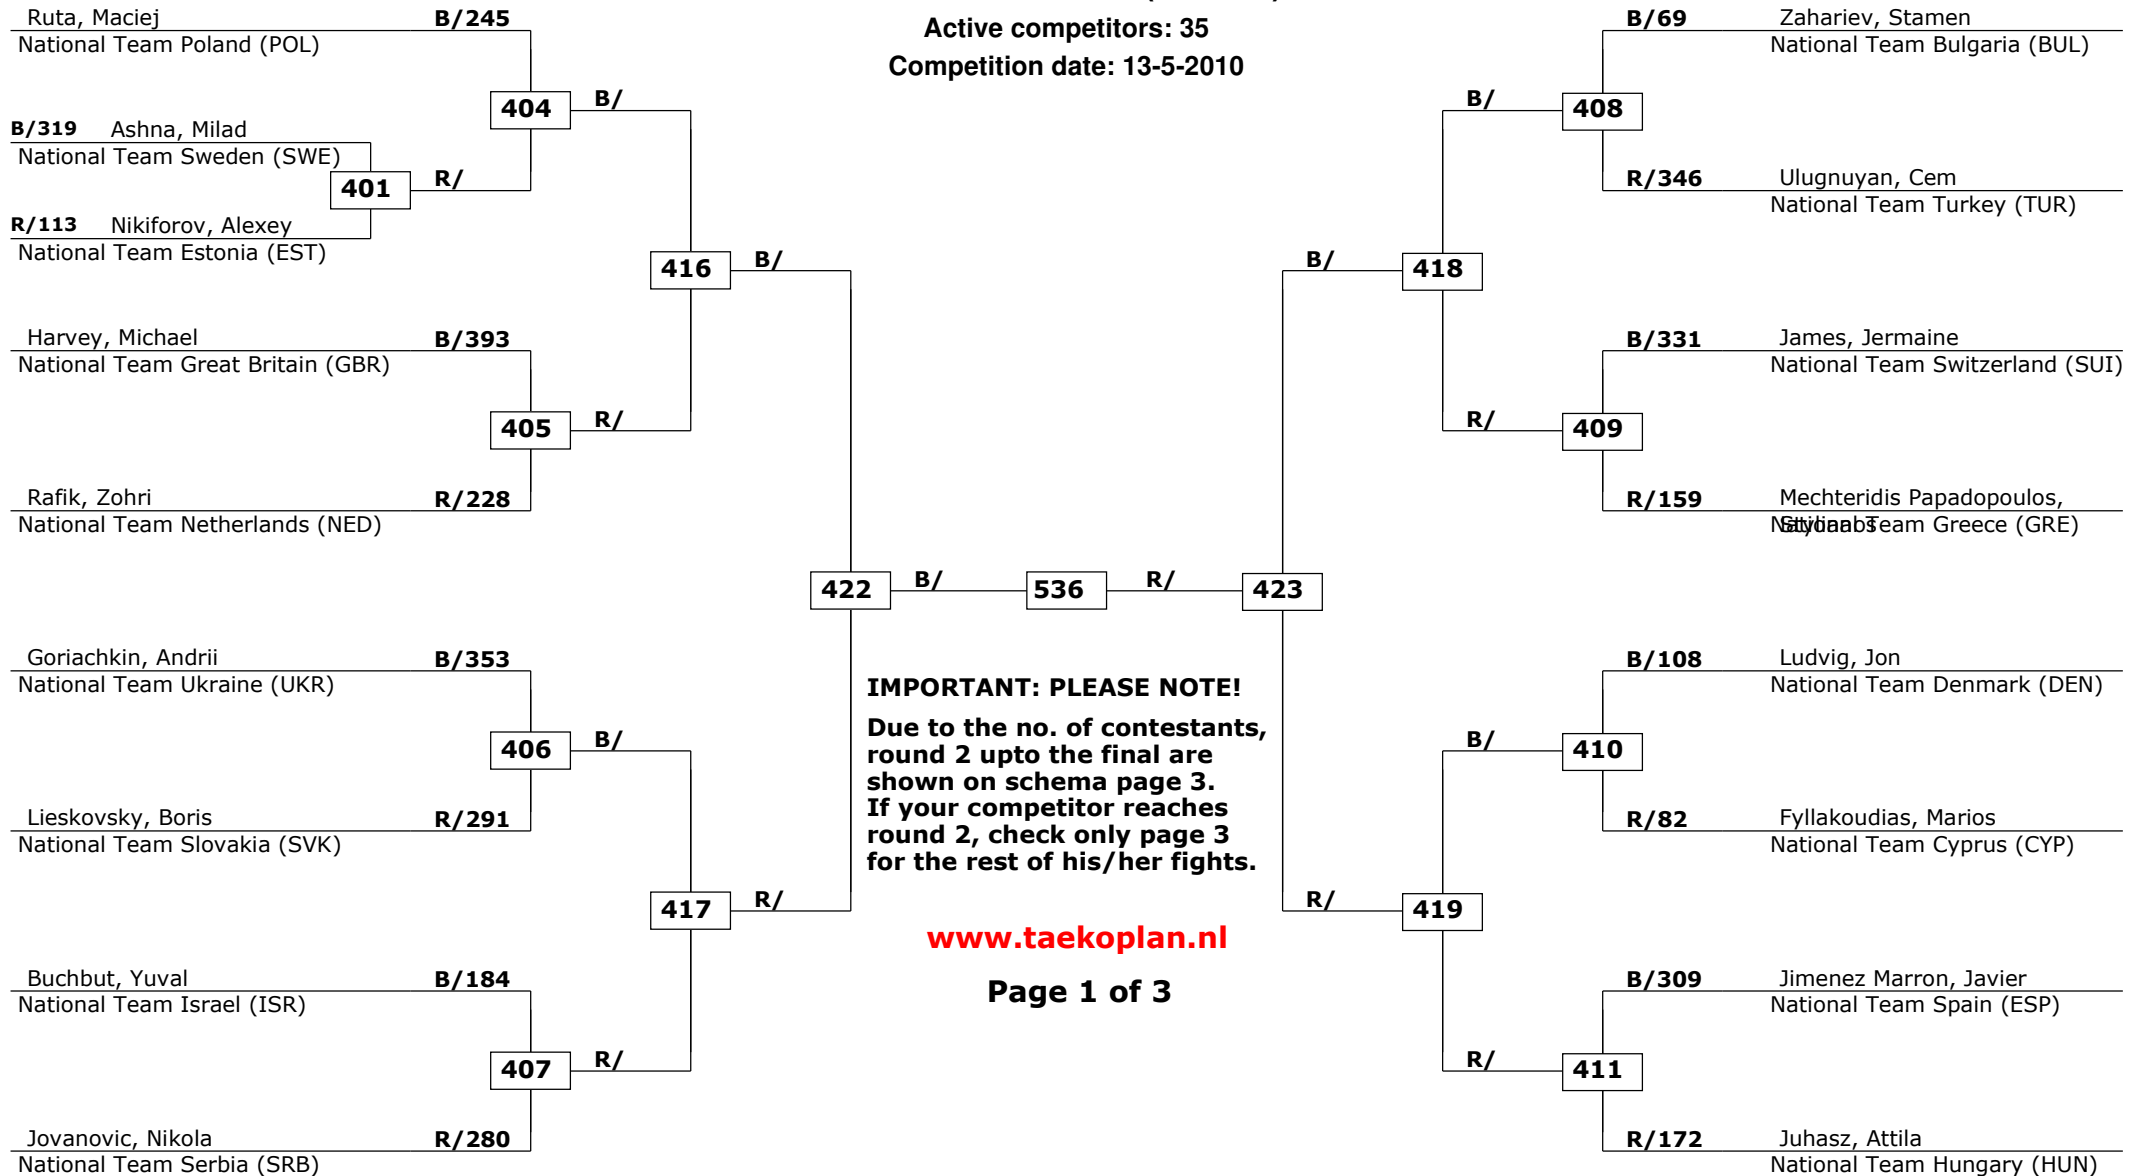 Active competitors: 35
Competition date: 13-5-2010
Ruta, Maciej B/245
National Team Poland (POL)
B/319 Ashna, Milad
National Team Sweden (SWE)
R/113 Nikiforov, Alexey
National Team Estonia (EST)
401 R/
404 B/
Harvey, Michael B/393
National Team Great Britain (GBR)
405 R/
Rafik, Zohri R/228
National Team Netherlands (NED)
416 B/
Goriachkin, Andrii B/353
National Team Ukraine (UKR)
406 B/
Lieskovsky, Boris R/291
National Team Slovakia (SVK)
417 R/
Buchbut, Yuval B/184
National Team Israel (ISR)
407 R/
Jovanovic, Nikola R/280
National Team Serbia (SRB)
422 B/ 536 R/ 423
IMPORTANT: PLEASE NOTE!
Due to the no. of contestants,
round 2 upto the final are
shown on schema page 3.
If your competitor reaches
round 2, check only page 3
for the rest of his/her fights.
www.taekoplan.nl
Page 1 of 3
B/69 Zahariev, Stamen
National Team Bulgaria (BUL)
B/ 408
R/346 Ulugnuyan, Cem
National Team Turkey (TUR)
B/ 418
B/331 James, Jermaine
National Team Switzerland (SUI)
R/ 409
R/159 Mechteridis Papadopoulos,
Stylianos
National Team Greece (GRE)
B/108 Ludvig, Jon
National Team Denmark (DEN)
B/ 410
R/82 Fyllakoudias, Marios
National Team Cyprus (CYP)
R/ 419
B/309 Jimenez Marron, Javier
National Team Spain (ESP)
R/ 411
R/172 Juhasz, Attila
National Team Hungary (HUN)